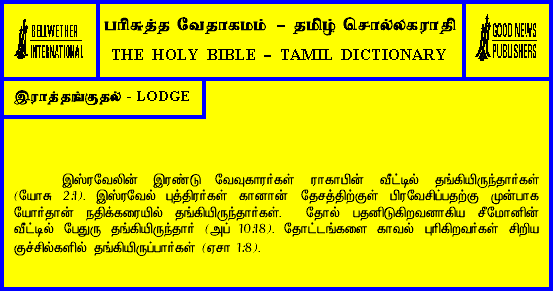 BELLWETHER
INTERNATIONAL
பரிசுத்த வேதாகமம் – தமிழ் சொல்லகராதி
THE HOLY BIBLE – TAMIL DICTIONARY
GOOD NEWS
PUBLISHERS
இராத்தங்குதல் - LODGE
இஸ்ரவேலின் இரண்டு வேவுகாரர்கள் ராகாபின் வீட்டில் தங்கியிருந்தார்கள்
(யோசு 2:1). இஸ்ரவேல் புத்திரர்கள் கானான் தேசத்திற்குள் பிரவேசிப்பதற்கு முன்பாக
யோர்தான் நதிக்கரையில் தங்கியிருந்தார்கள். தோல் பதனிடுகிறவனாகிய சீமோனின்
வீட்டில் பேதுரு தங்கியிருந்தார் (அப் 10:18). தோட்டங்களை காவல் புரிகிறவர்கள் சிறிய
குச்சில்களில் தங்கியிருப்பார்கள் (ஏசா 1:8).